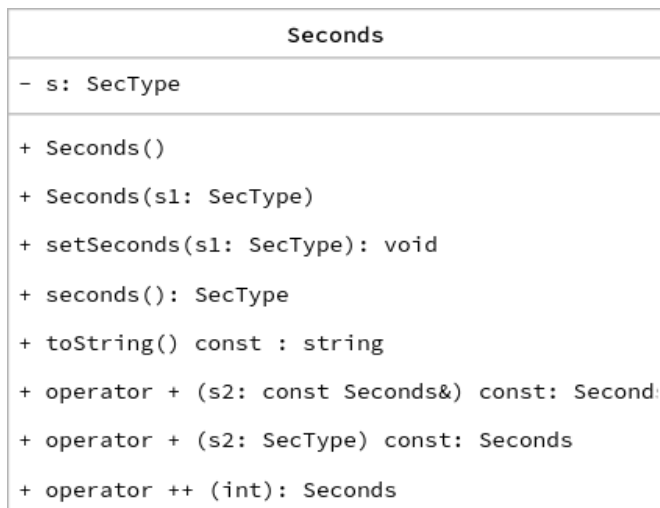 Seconds
- s: SecType
+ Seconds()
+ Seconds(s1: SecType)
+ setSeconds(s1: SecType): void
+ seconds(): SecType
+ toString() const : string
+ operator + (s2: const Seconds&) const: Second
+ operator + (s2: SecType) const: Seconds
+ operator ++ (int): Seconds